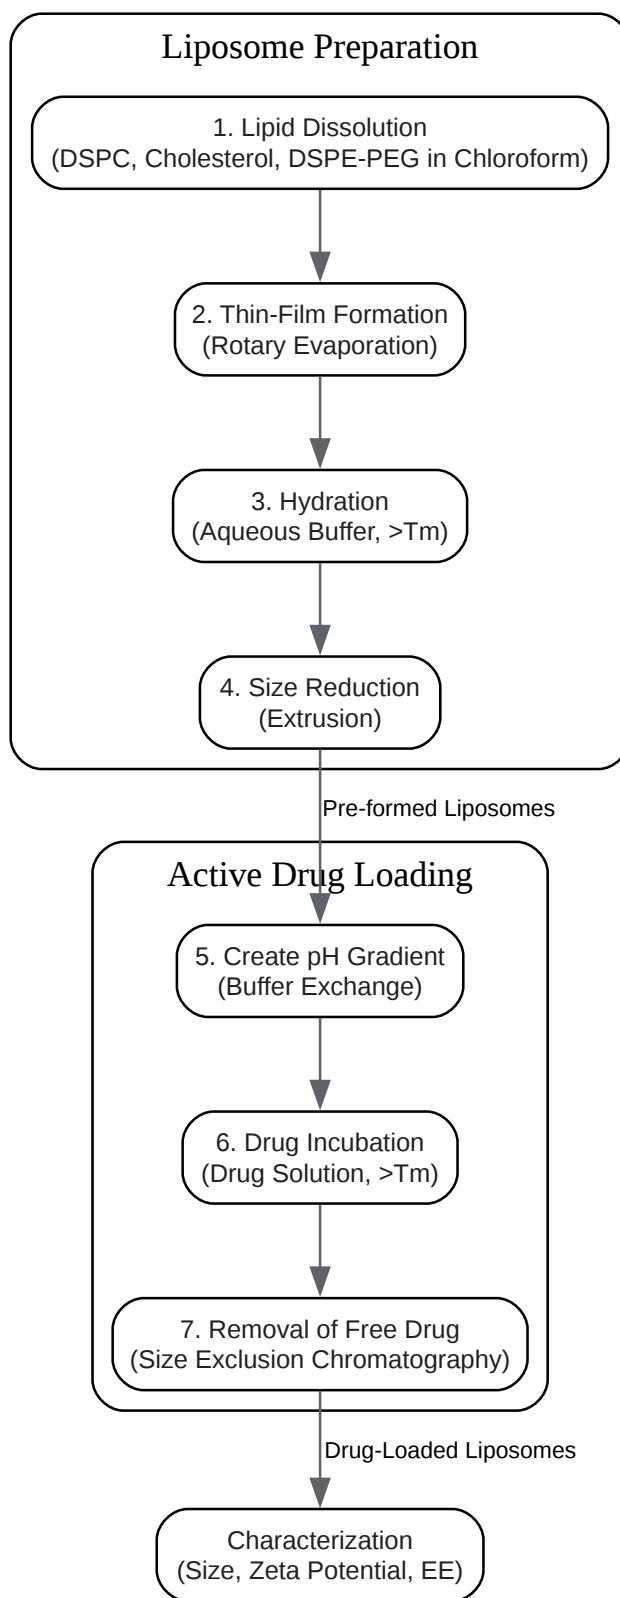 Liposome Preparation
1. Lipid Dissolution
(DSPC, Cholesterol, DSPE-PEG in Chloroform)
2. Thin-Film Formation
(Rotary Evaporation)
3. Hydration
(Aqueous Buffer, >Tm)
4. Size Reduction
(Extrusion)
Pre-formed Liposomes
Active Drug Loading
5. Create pH Gradient
(Buffer Exchange)
6. Drug Incubation
(Drug Solution, >Tm)
7. Removal of Free Drug
(Size Exclusion Chromatography)
Drug-Loaded Liposomes
Characterization
(Size, Zeta Potential, EE)